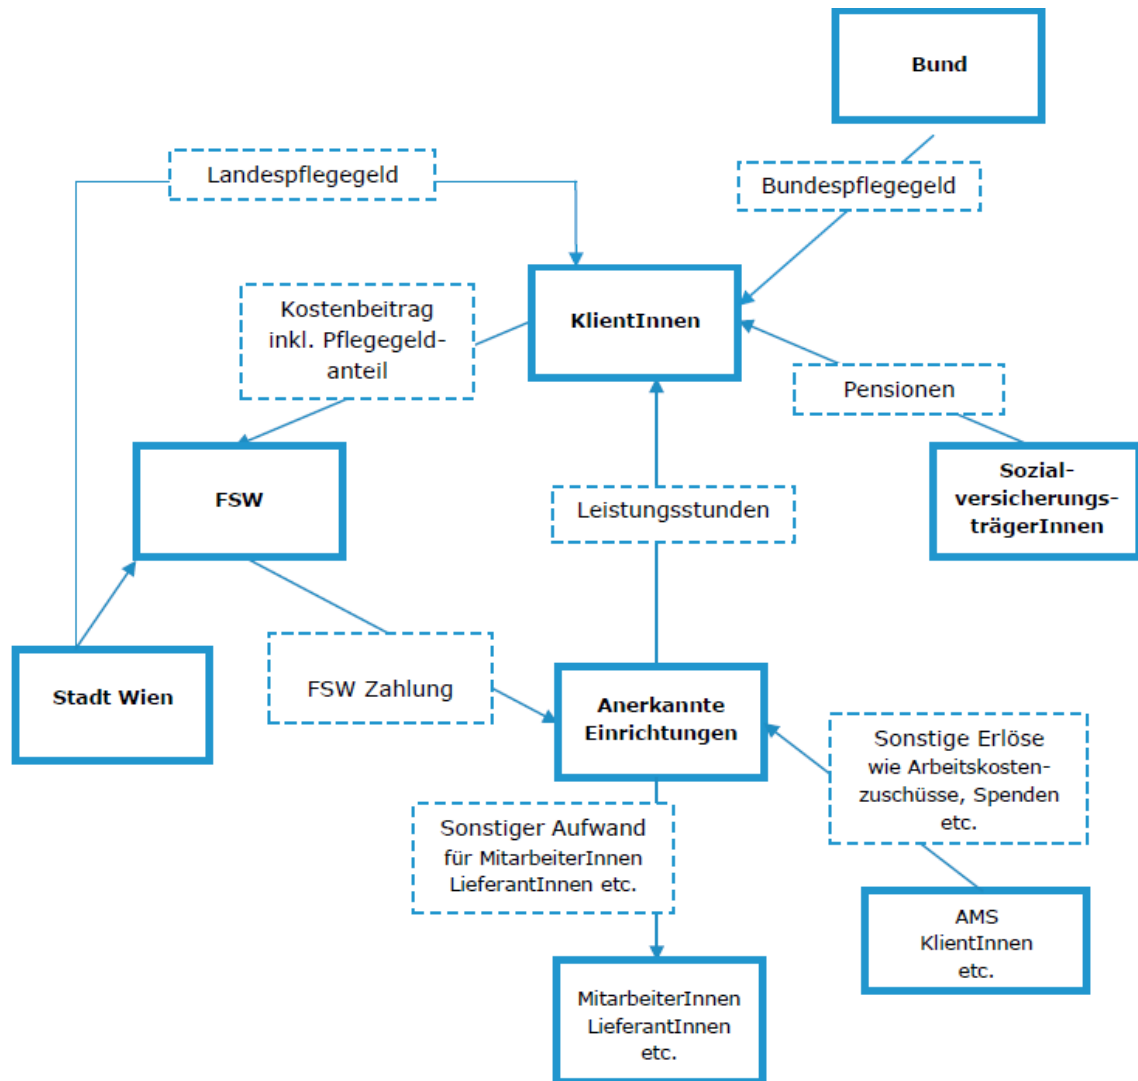 Bund
Landespflegegeld
Bundespflegegeld
Kostenbeitrag
inkl. Pflegegeld-
anteil
KlientInnen
Pensionen
FSW
Leistungsstunden
Sozial-
versicherungs-
trägerInnen
Stadt Wien
FSW Zahlung
Anerkannte
Einrichtungen
Sonstige Erlöse
wie Arbeitskosten-
zuschüsse, Spenden
etc.
Sonstiger Aufwand
für MitarbeiterInnen
LieferantInnen etc.
AMS
KlientInnen
etc.
MitarbeiterInnen
LieferantInnen
etc.